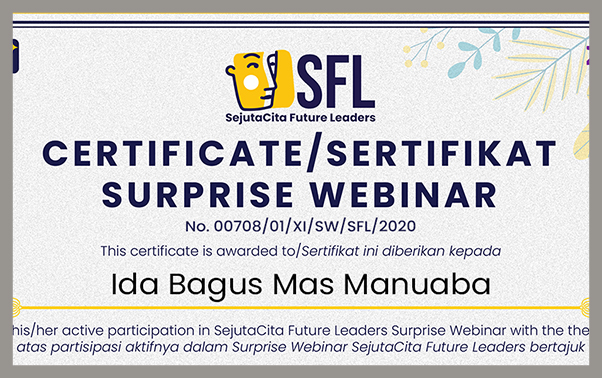 SFL
SejutaCita Future Leaders
CERTIFICATE/SERTIFIKAT
SURPRISE WEBINAR
No. 00708/01/XI/SW/SFL/2020
This certificate is awarded to/Sertifikat ini diberikan kepada
Ida Bagus Mas Manuaba
his/her active participation in SejutaCita Future Leaders Surprise Webinar with the the
atas partisipasi aktifnya dalam Surprise Webinar SejutaCita Future Leaders bertajuk